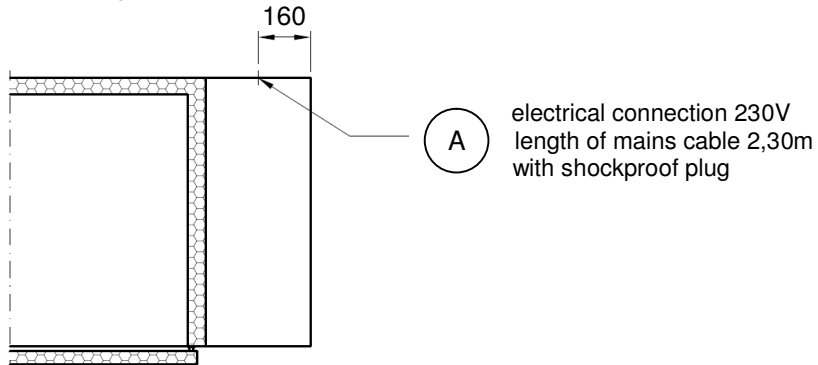 160
A
electrical connection 230V
length of mains cable 2,30m
with shockproof plug